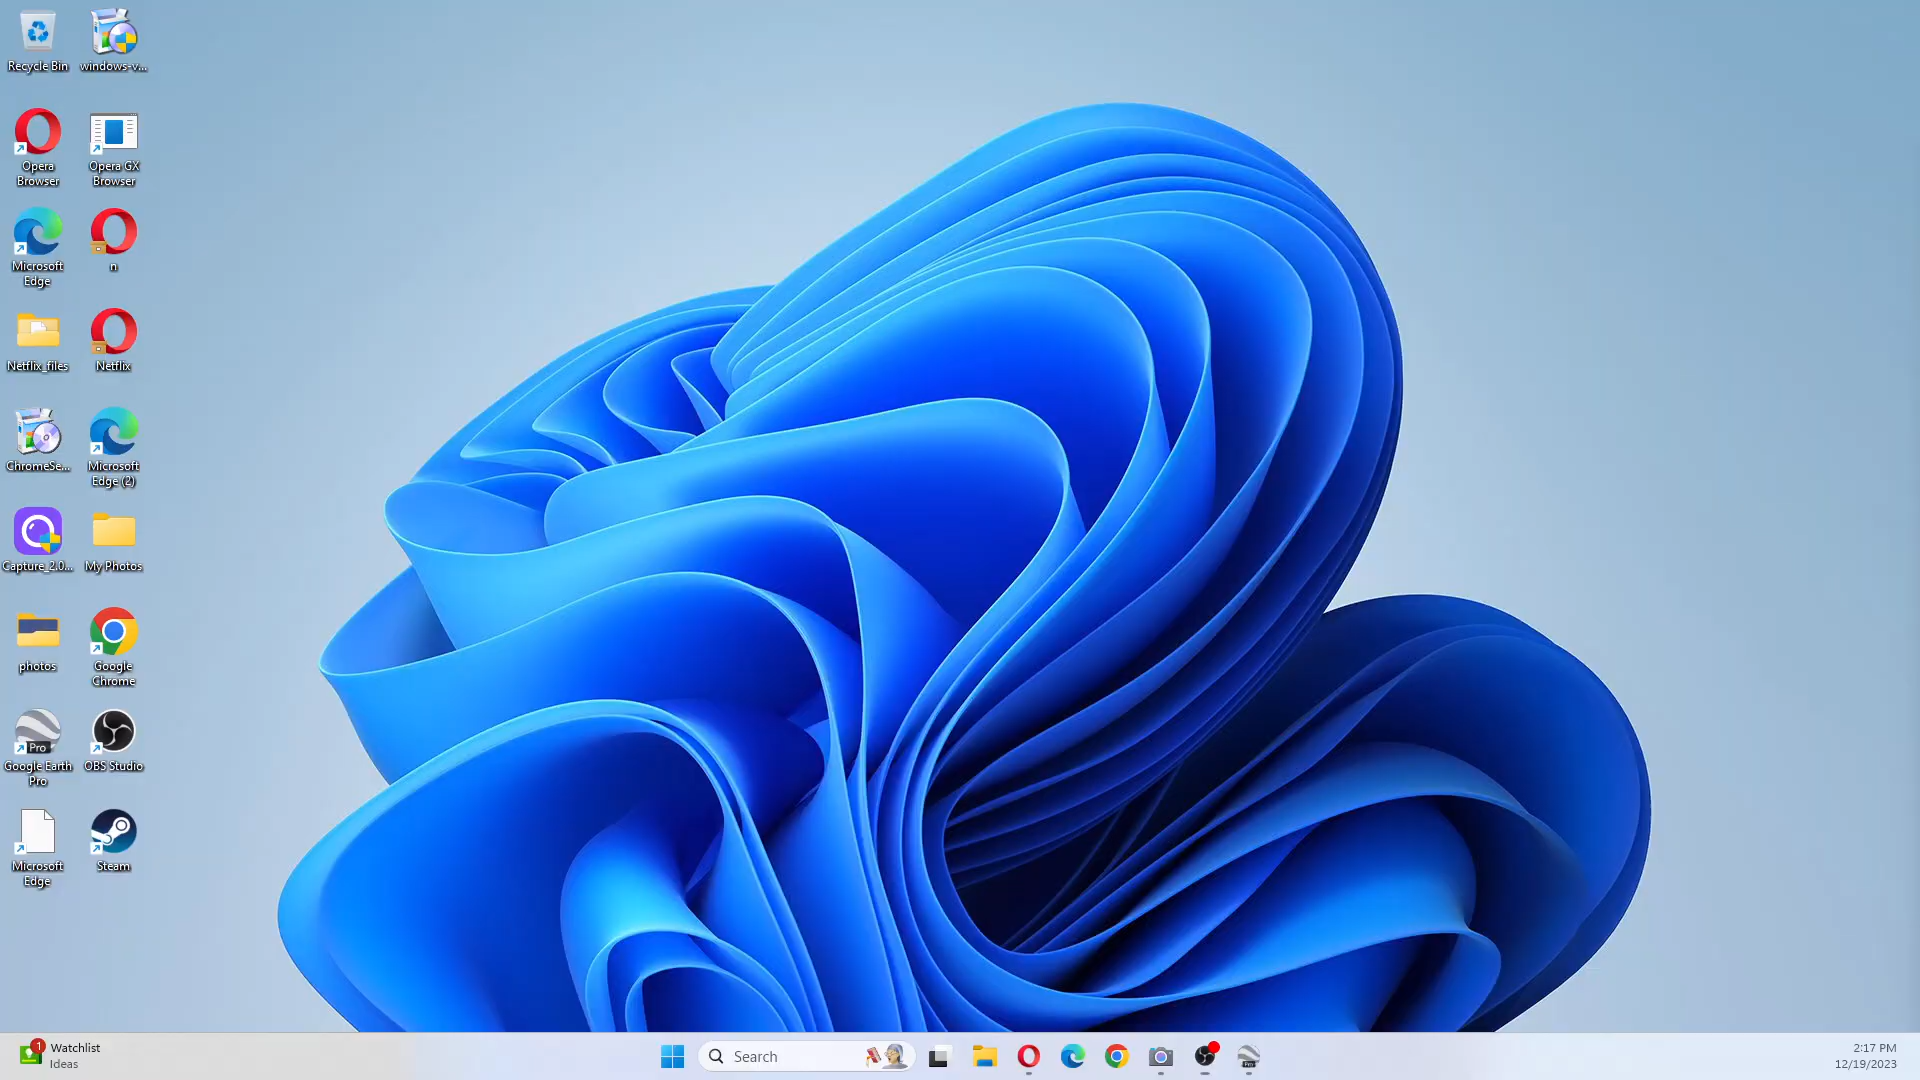 Recycle Bin
windows-v...
Opera
Browser
Opera GX
Browser
Microsoft
Edge
n
Netflix_files
Netflix
ChromeSe...
Microsoft
Edge (2)
Capture_2.0...
My Photos
photos
Google
Chrome
Pro
Google Earth
Pro
OBS Studio
Microsoft
Edge
Steam
1
Watchlist
Ideas
Search
Pro
2:17 PM
12/19/2023